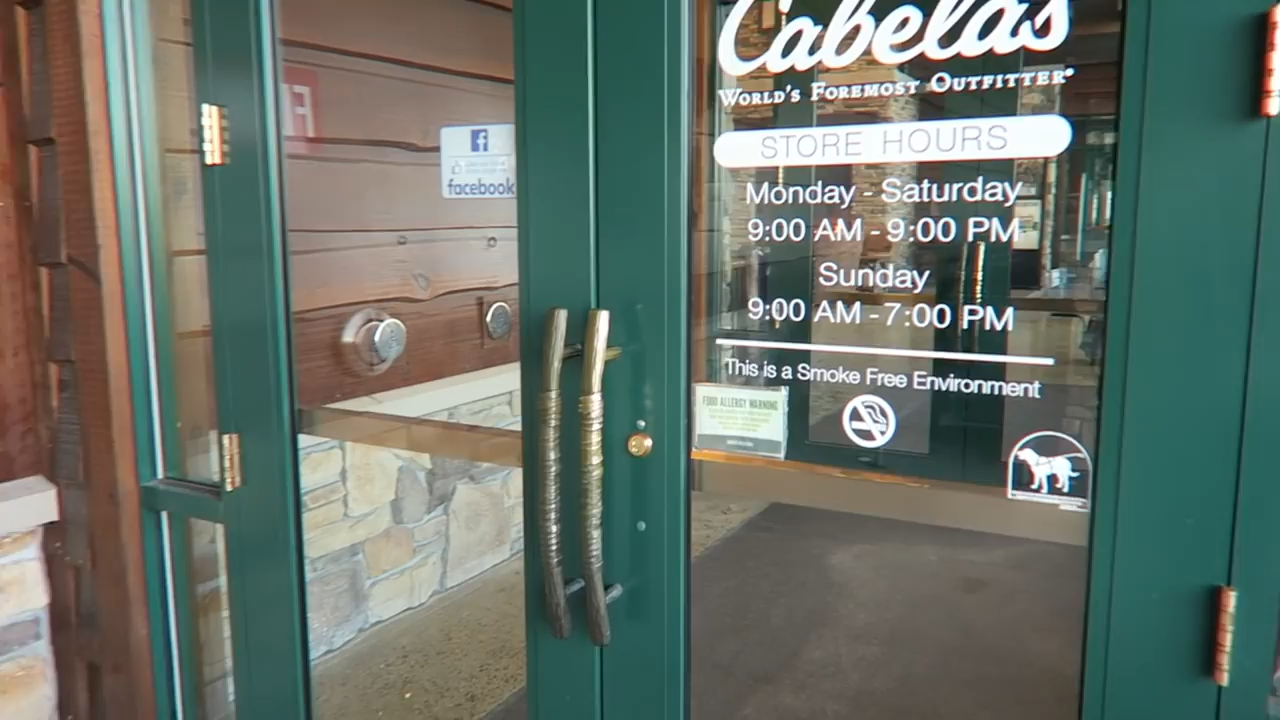 Cabelas
WORLD'S FOREMOST OUTFITTER®
STORE HOURS
Monday - Saturday
9:00 AM - 9:00 PM
Sunday
9:00 AM - 7:00 PM
This is a Smoke Free Environment
FOOD ALLERGY WARNING
f
facebook